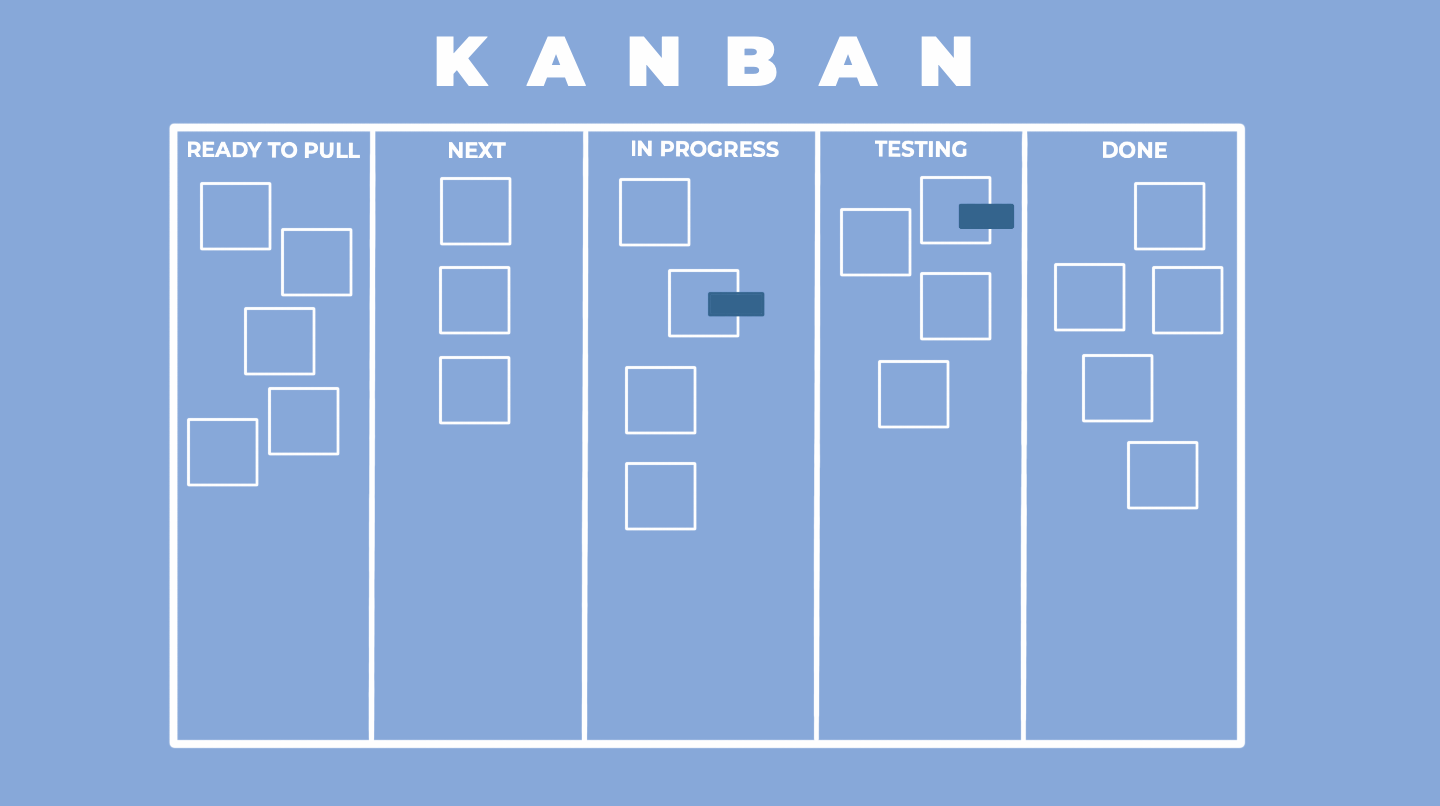 KANBAN
READY TO PULL
NEXT
IN PROGRESS
TESTING
DONE